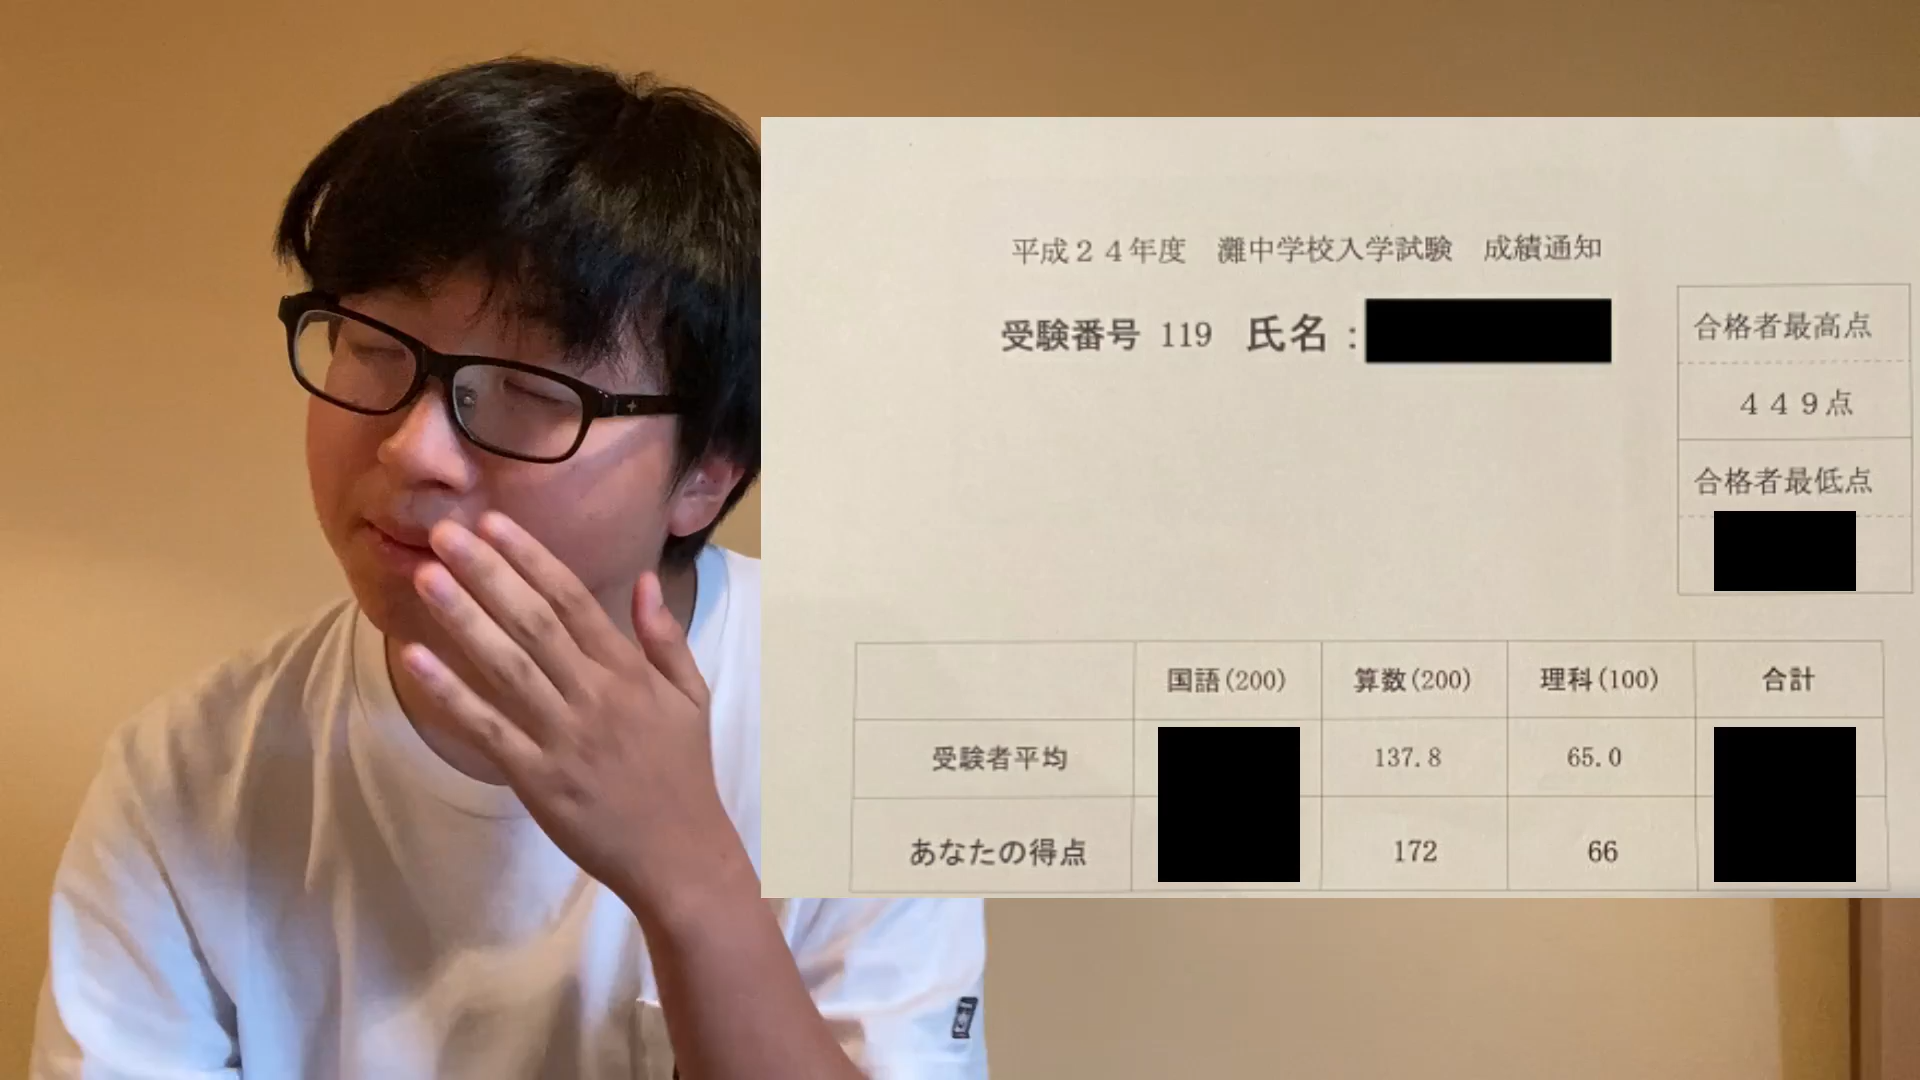 平成２４年度　灘中学校入学試験　成績通知
受験番号 119 氏名：
合格者最高点
４４９点
合格者最低点
国語(200) 算数(200) 理科(100) 合計
受験者平均 137.8 65.0
あなたの得点 172 66